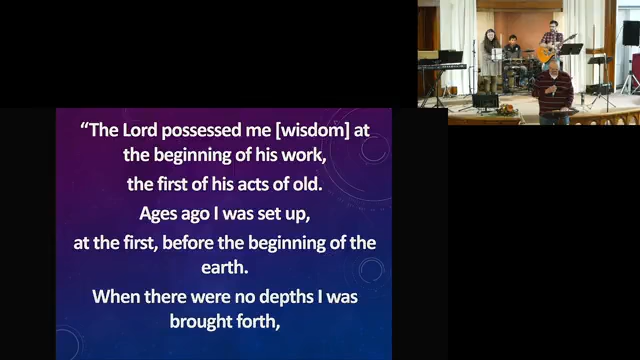 “The Lord possessed me [wisdom] at
the beginning of his work,
the first of his acts of old.
Ages ago I was set up,
at the first, before the beginning of the
earth.
When there were no depths I was
brought forth,